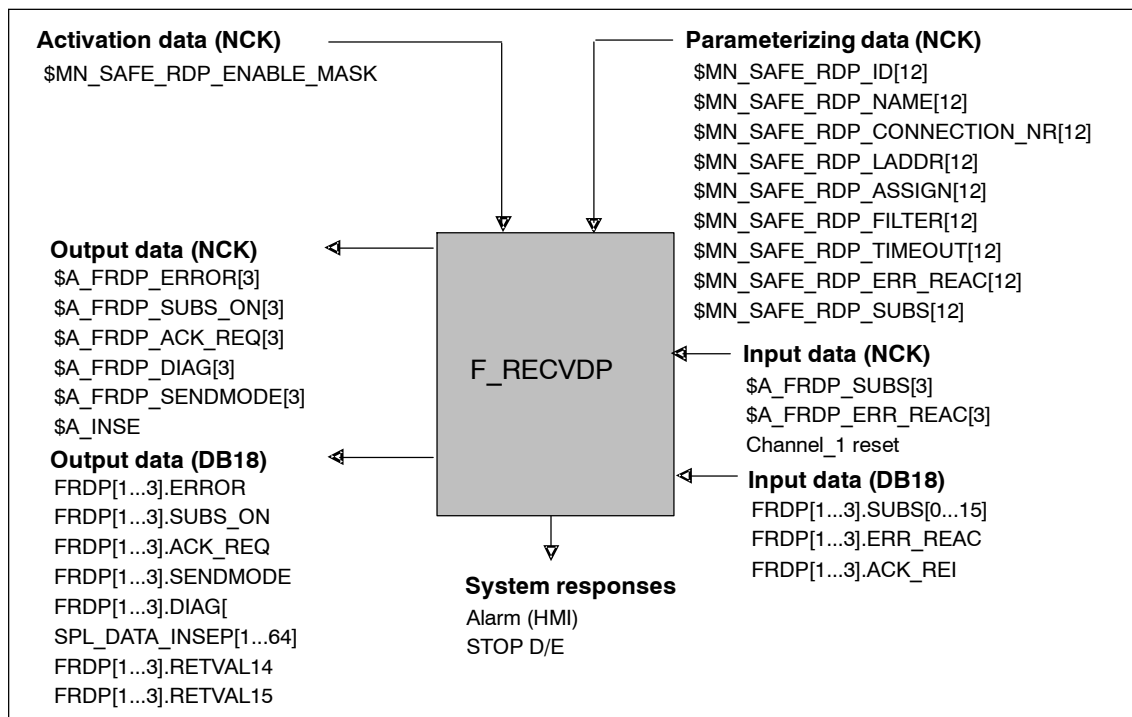 Activation data (NCK)
$MN_SAFE_RDP_ENABLE_MASK
Parameterizing data (NCK)
$MN_SAFE_RDP_ID[12]
$MN_SAFE_RDP_NAME[12]
$MN_SAFE_RDP_CONNECTION_NR[12]
$MN_SAFE_RDP_LADDR[12]
$MN_SAFE_RDP_ASSIGN[12]
$MN_SAFE_RDP_FILTER[12]
$MN_SAFE_RDP_TIMEOUT[12]
$MN_SAFE_RDP_ERR_REAC[12]
$MN_SAFE_RDP_SUBS[12]
Output data (NCK)
$A_FRDP_ERROR[3]
$A_FRDP_SUBS_ON[3]
$A_FRDP_ACK_REQ[3]
$A_FRDP_DIAG[3]
$A_FRDP_SENDMODE[3]
$A_INSE
Output data (DB18)
FRDP[1...3].ERROR
FRDP[1...3].SUBS_ON
FRDP[1...3].ACK_REQ
FRDP[1...3].SENDMODE
FRDP[1...3].DIAG[
SPL_DATA_INSEP[1...64]
FRDP[1...3].RETVAL14
FRDP[1...3].RETVAL15
F_RECVDP
Input data (NCK)
$A_FRDP_SUBS[3]
$A_FRDP_ERR_REAC[3]
Channel_1 reset
Input data (DB18)
FRDP[1...3].SUBS[0...15]
FRDP[1...3].ERR_REAC
FRDP[1...3].ACK_REI
System responses
Alarm (HMI)
STOP D/E